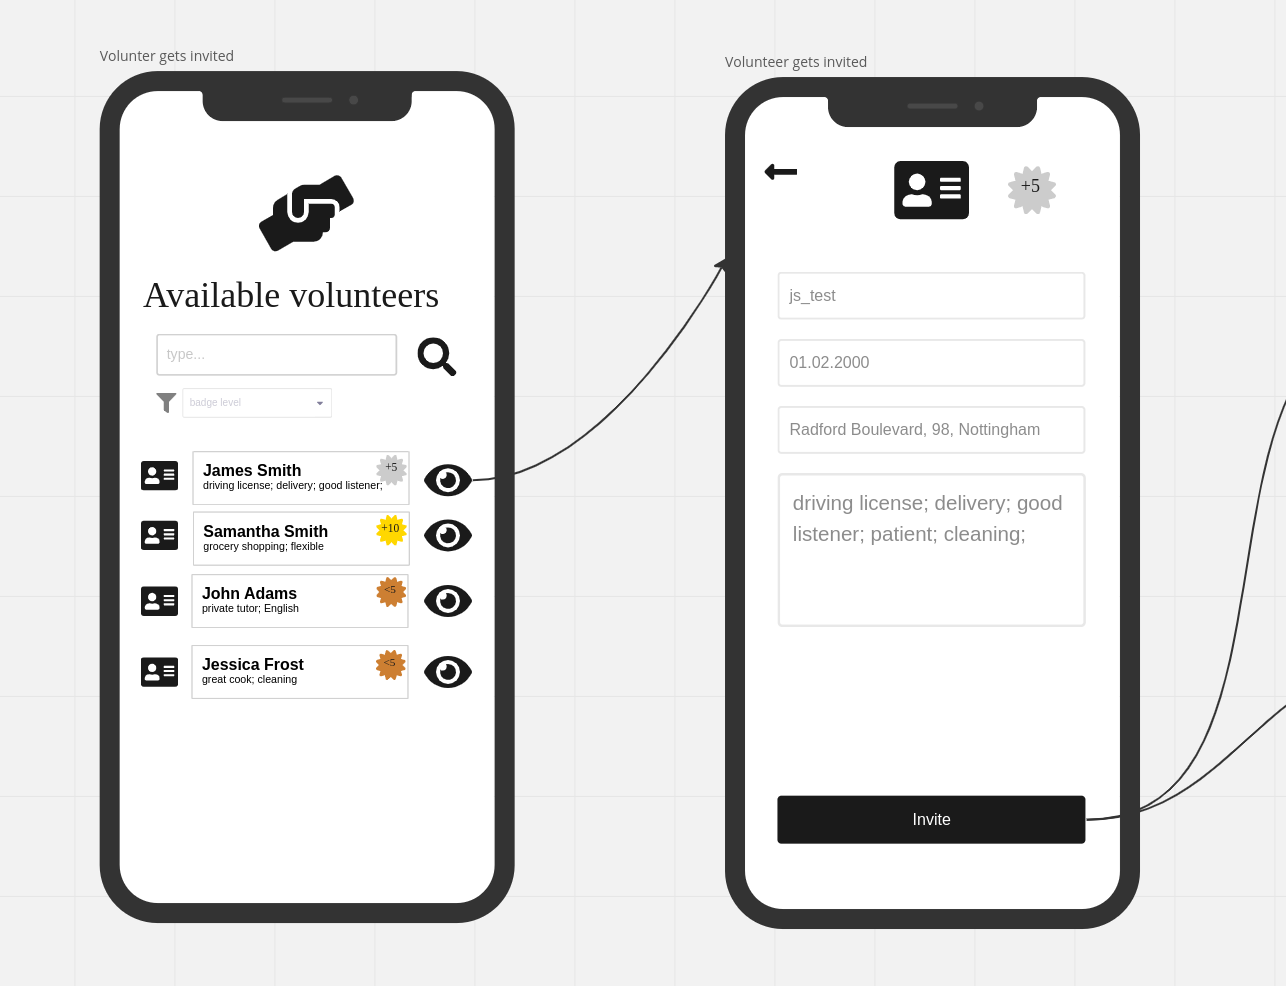 Volunter gets invited
Available volunteers
type...
badge level
James Smith
+5
driving license; delivery; good listener;
Samantha Smith
+10
grocery shopping; flexible
John Adams
<5
private tutor; English
Jessica Frost
<5
great cook; cleaning
Volunteer gets invited
+5
js_test
01.02.2000
Radford Boulevard, 98, Nottingham
driving license; delivery; good
listener; patient; cleaning;
Invite